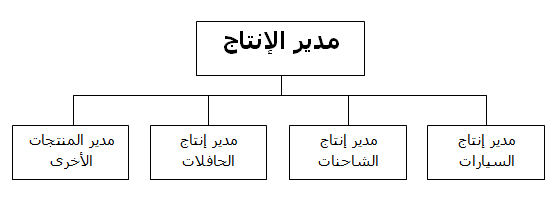 مدير الإنتاج
مدير إنتاج
السيارات
مدير إنتاج
الشاحنات
مدير إنتاج
الحافلات
مدير المنتجات
الأخرى